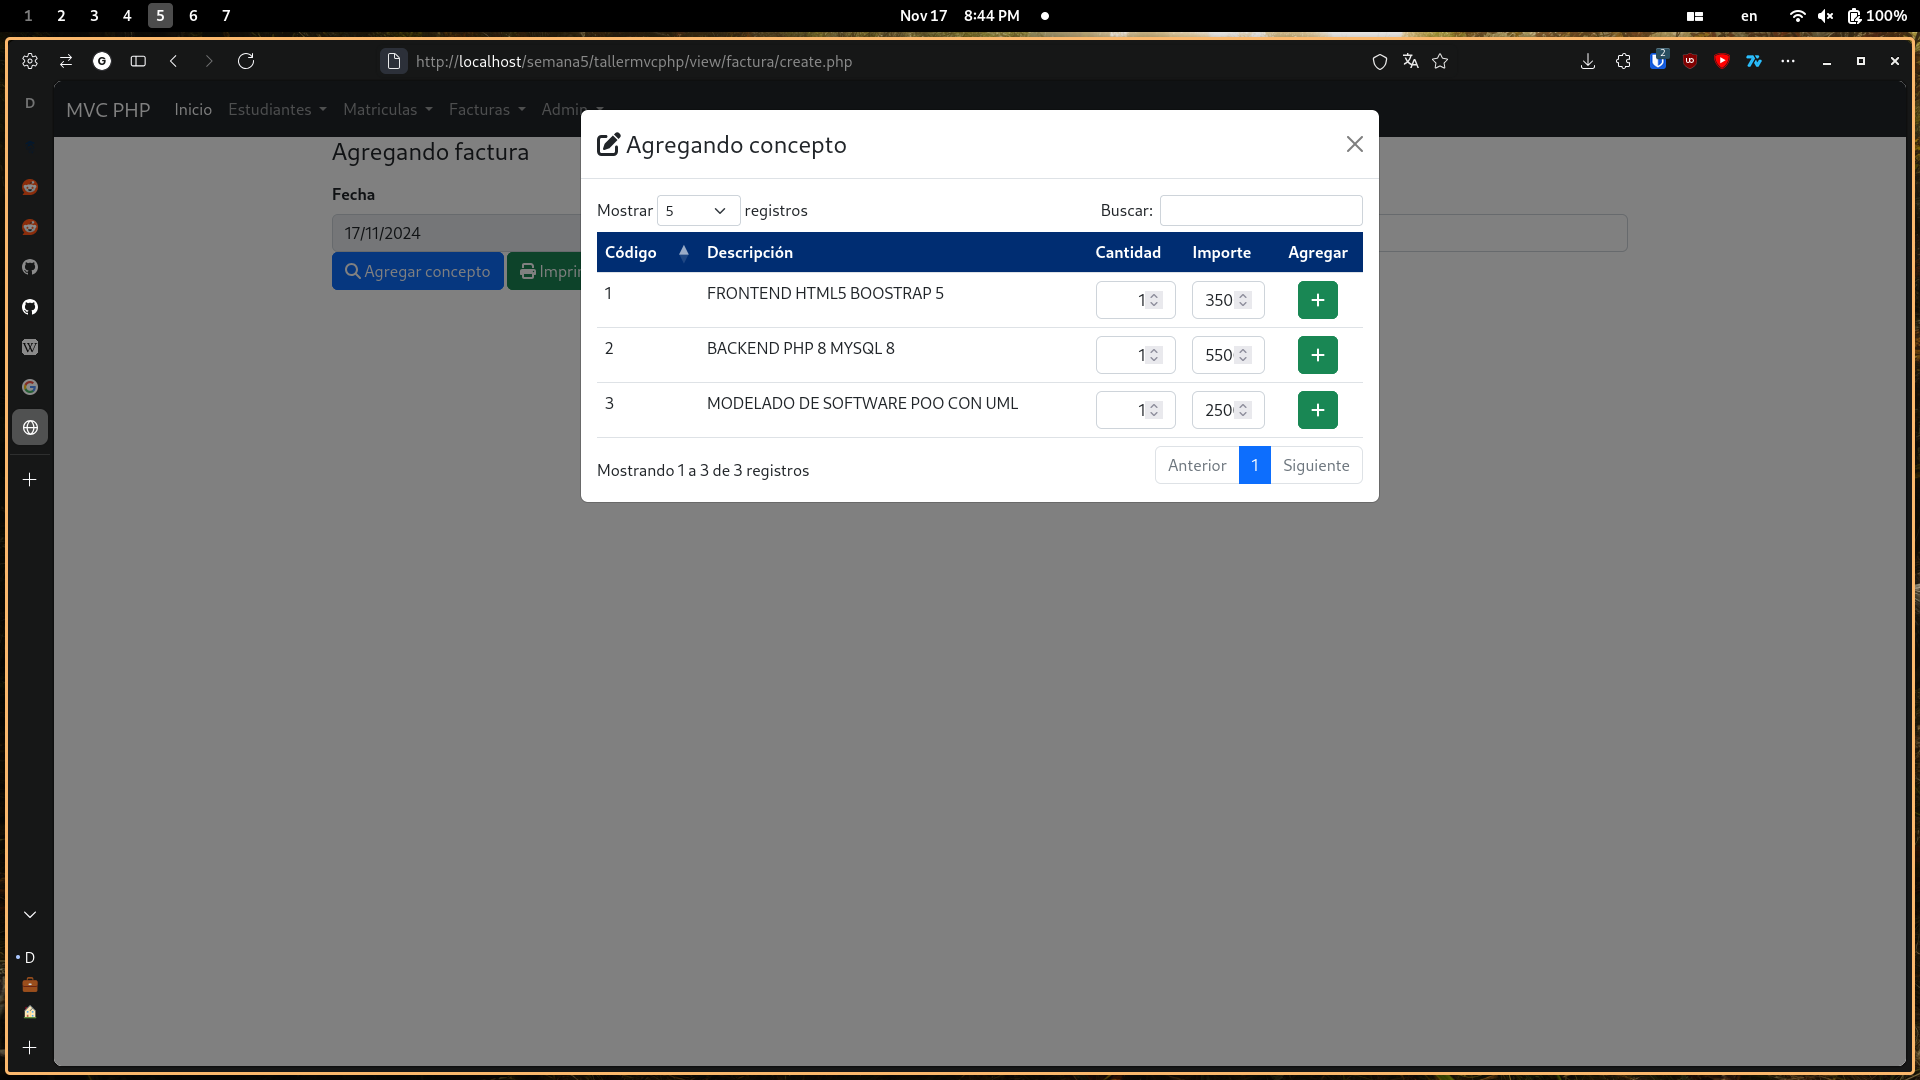 1 2 3 4 5 6 7 Nov 17 8:44 PM en 100%
http://localhost/semana5/tallermvcphp/view/factura/create.php 2
D MVC PHP Inicio Estudiantes Matriculas Facturas Admin
Agregando factura
Fecha
17/11/2024
Agregar concepto
Agregando concepto
Mostrar 5 registros Buscar:
Código Descripción Cantidad Importe Agregar
1 FRONTEND HTML5 BOOSTRAP 5 1 350 +
2 BACKEND PHP 8 MYSQL 8 1 550 +
3 MODELADO DE SOFTWARE POO CON UML 1 250 +
Mostrando 1 a 3 de 3 registros Anterior 1 Siguiente
D